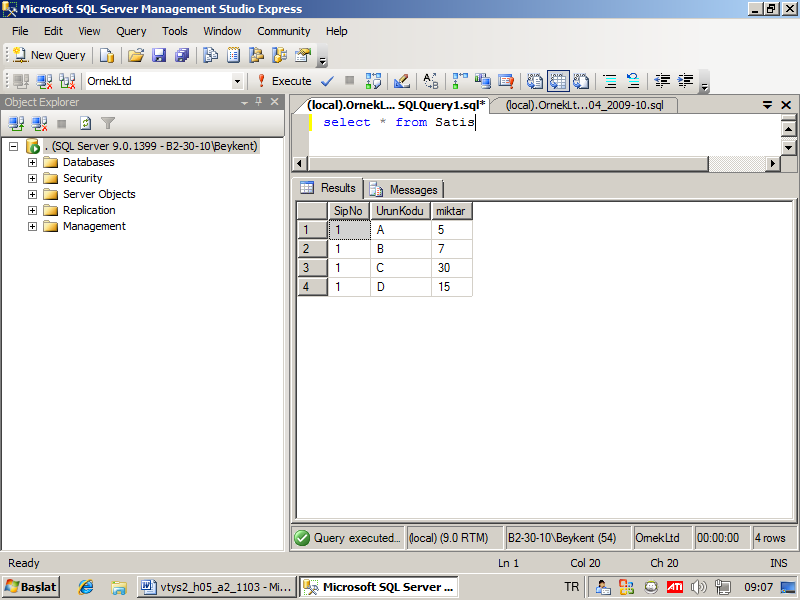 Microsoft SQL Server Management Studio Express
File Edit View Query Tools Window Community Help
New Query
OrnekLtd Execute
Object Explorer
(local).OrnekL... SQLQuery1.sql* (local).OrnekLt...04_2009-10.sql
select * from Satis
. (SQL Server 9.0.1399 - B2-30-10\Beykent)
Databases
Security
Server Objects
Replication
Management
Results Messages
SipNo UrunKodu miktar
1 1 A 5
2 1 B 7
3 1 C 30
4 1 D 15
Query executed... (local) (9.0 RTM) B2-30-10\Beykent (54) OrnekLtd 00:00:00 4 rows
Ready Ln 1 Col 20 Ch 20 INS
Başlat vtys2_h05_a2_1103 - Mi... Microsoft SQL Server ... TR ATI 09:07